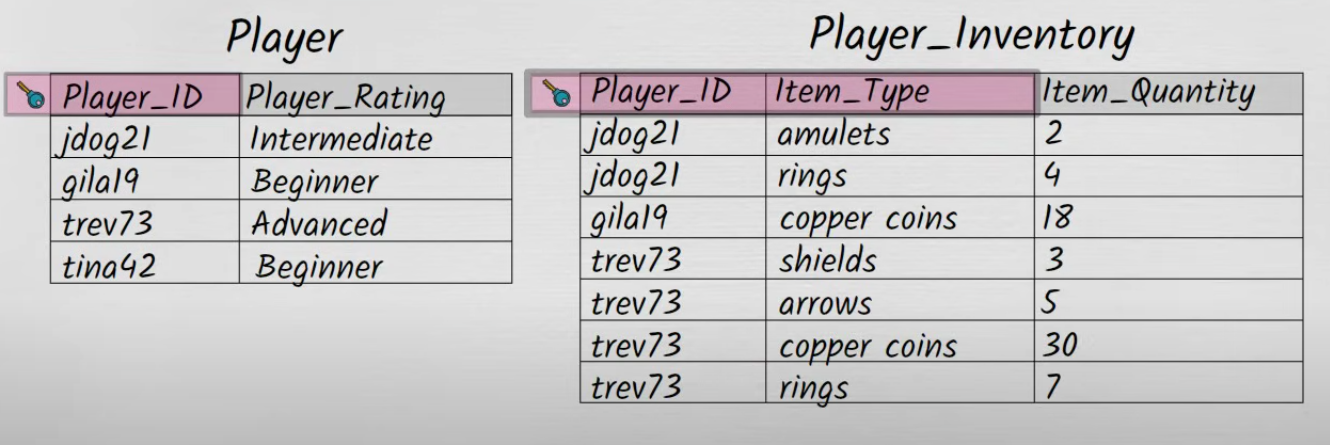 Player
Player_ID Player_Rating
jdog21 Intermediate
gila19 Beginner
trev73 Advanced
tina42 Beginner
Player_Inventory
Player_ID Item_Type Item_Quantity
jdog21 amulets 2
jdog21 rings 4
gila19 copper coins 18
trev73 shields 3
trev73 arrows 5
trev73 copper coins 30
trev73 rings 7